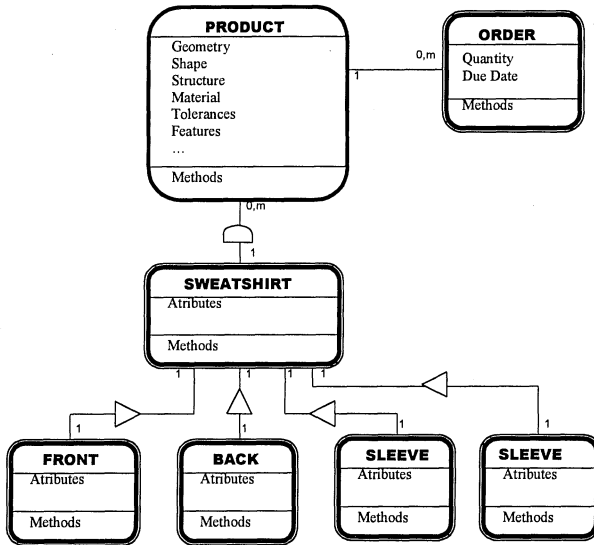 PRODUCT
Geometry
Shape
Structure
Material
Tolerances
Features
...
Methods
1
0,m
ORDER
Quantity
Due Date
Methods
0,m
1
SWEATSHIRT
Atributes
Methods
1
1
1
1
1
1
1
1
FRONT
Atributes
Methods
BACK
Atributes
Methods
SLEEVE
Atributes
Methods
SLEEVE
Atributes
Methods